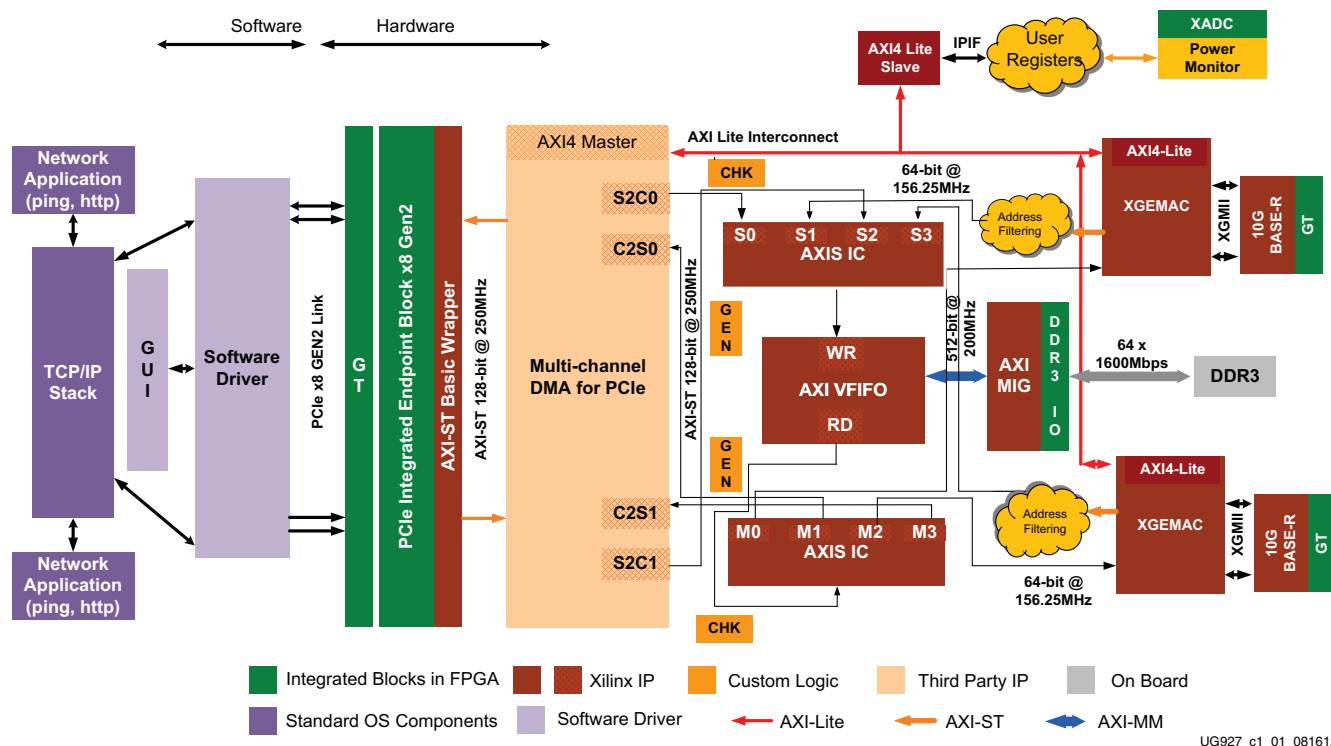 Software
Hardware
XADC
Power
Monitor
AXI4 Lite
Slave
IPIF
User
Registers
AXI4 Master
AXI Lite Interconnect
CHK
64-bit @
156.25MHz
AXI4-Lite
XGEMAC
XGMII
10G
BASE-R
GT
Address
Filtering
Network
Application
(ping, http)
TCP/IP
Stack
GUI
Software
Driver
PCIe x8 GEN2 Link
GT
PCIe Integrated Endpoint Block x8 Gen2
AXI-ST Basic Wrapper
AXI-ST 128-bit @ 250MHz
S2C0
C2S0
Multi-channel
DMA for PCIe
C2S1
S2C1
AXI-ST 128-bit @ 250MHz
S0 S1 S2 S3
AXIS IC
GEN
WR
AXI VFIFO
RD
512-bit @
200MHz
AXI
MIG
DDR3 IO
64 x
1600Mbps
DDR3
GEN
M0 M1 M2 M3
AXIS IC
CHK
Address
Filtering
AXI4-Lite
XGEMAC
XGMII
10G
BASE-R
GT
64-bit @
156.25MHz
Network
Application
(ping, http)
Integrated Blocks in FPGA
Xilinx IP
Custom Logic
Third Party IP
On Board
Standard OS Components
Software Driver
AXI-Lite
AXI-ST
AXI-MM